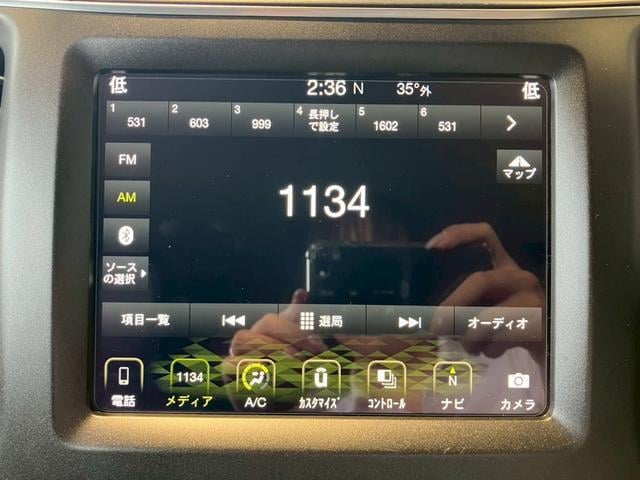 低 2:36 N 35°外 低
1 531 2 603 3 999 4 長押しで設定 5 1602 6 531 >
FM
AM
マップ
1134
ソースの選択
項目一覧 選局 オーディオ
1134 N
電話 メディア A/C ｶｽﾀﾏｲｽﾞ ｺﾝﾄﾛｰﾙ ナビ カメラ